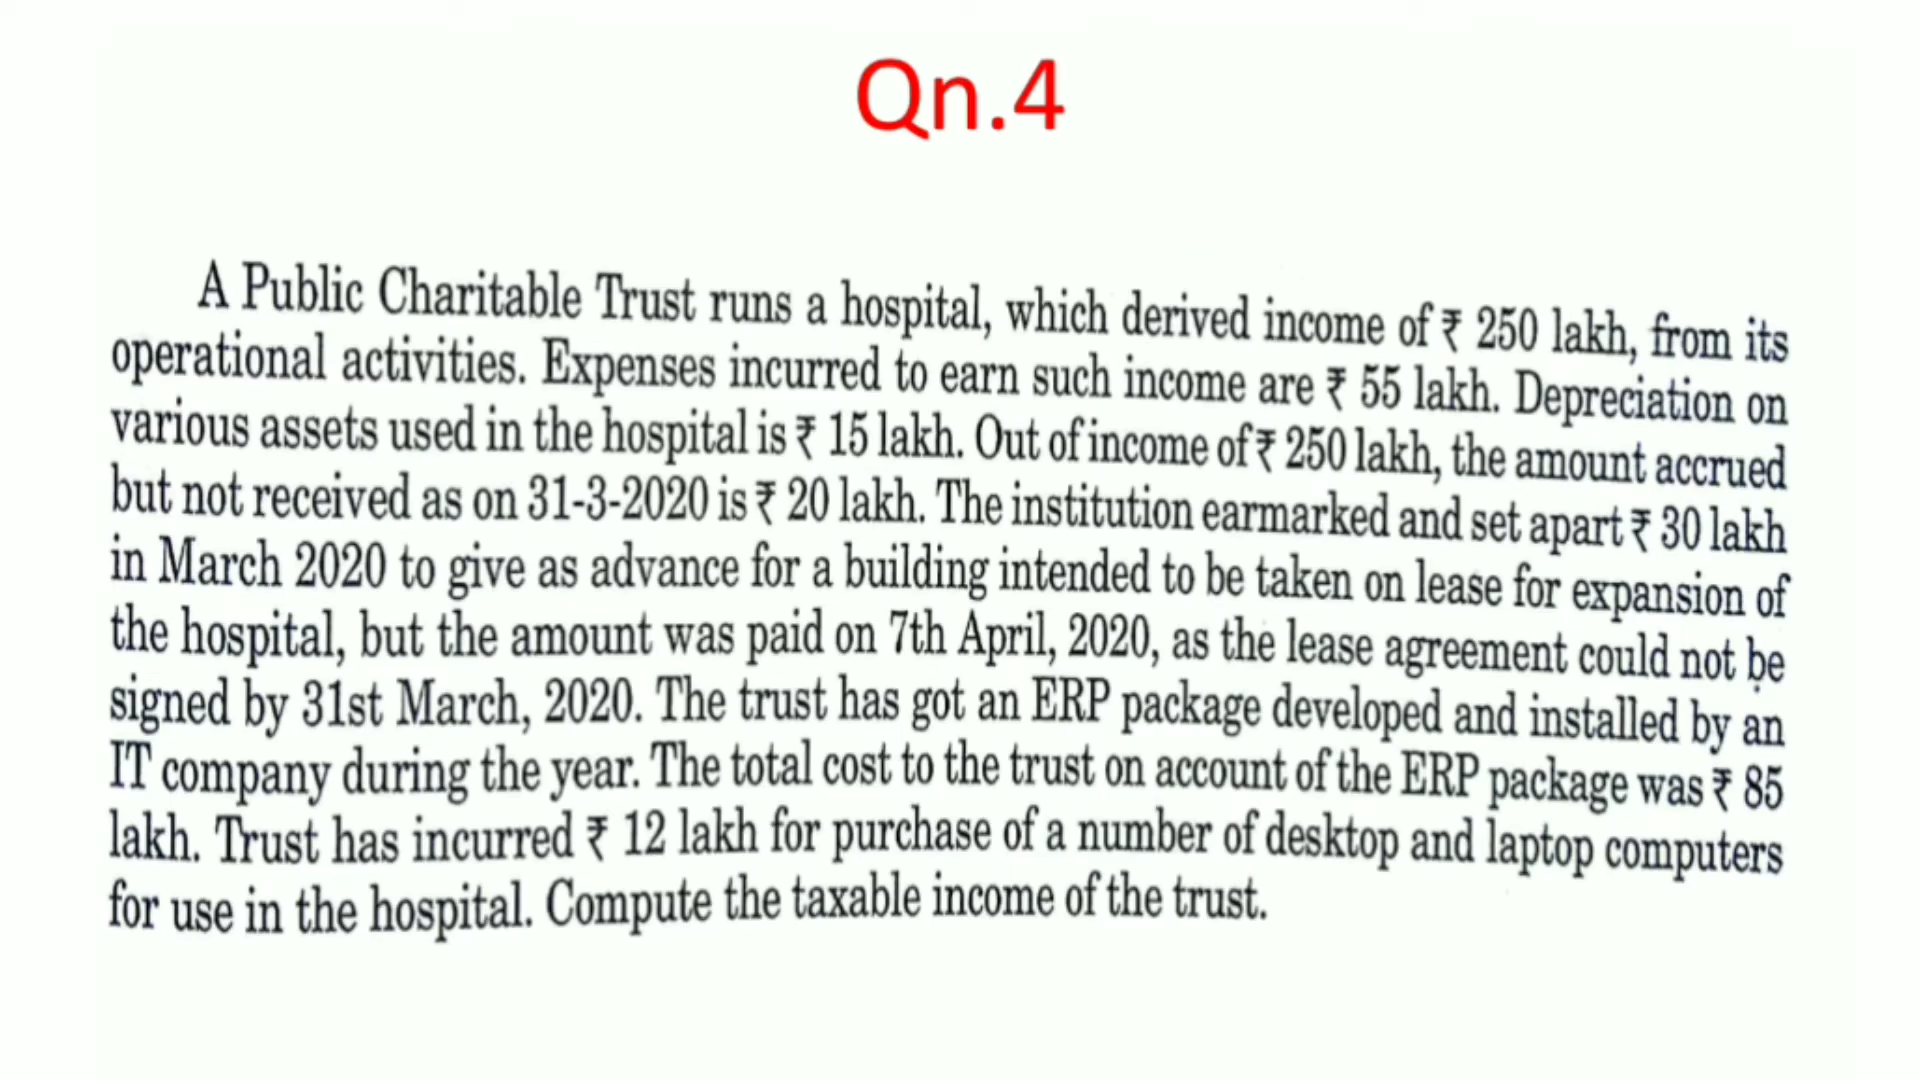 Qn.4
A Public Charitable Trust runs a hospital, which derived income of ₹ 250 lakh, from its
operational activities. Expenses incurred to earn such income are ₹ 55 lakh. Depreciation on
various assets used in the hospital is ₹ 15 lakh. Out of income of ₹ 250 lakh, the amount accrued
but not received as on 31-3-2020 is ₹ 20 lakh. The institution earmarked and set apart ₹ 30 lakh
in March 2020 to give as advance for a building intended to be taken on lease for expansion of
the hospital, but the amount was paid on 7th April, 2020, as the lease agreement could not be
signed by 31st March, 2020. The trust has got an ERP package developed and installed by an
IT company during the year. The total cost to the trust on account of the ERP package was ₹ 85
lakh. Trust has incurred ₹ 12 lakh for purchase of a number of desktop and laptop computers
for use in the hospital. Compute the taxable income of the trust.